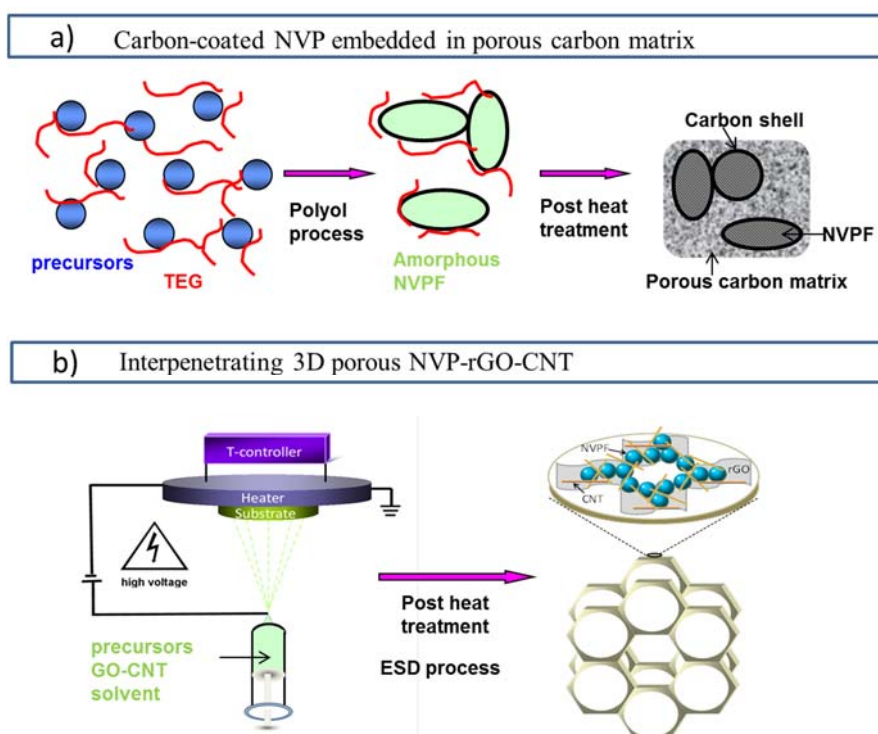 a) Carbon-coated NVP embedded in porous carbon matrix
precursors
TEG
Polyol
process
Amorphous
NVPF
Post heat
treatment
Carbon shell
NVPF
Porous carbon matrix
b) Interpenetrating 3D porous NVP-rGO-CNT
T-controller
Heater
Substrate
high voltage
precursors
GO-CNT
solvent
Post heat
treatment
ESD process
NVPF
rGO
CNT